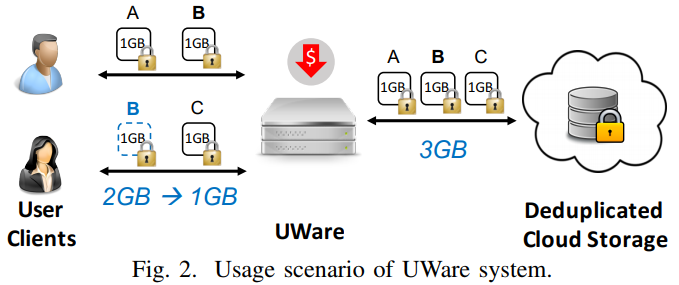 A B
1GB 1GB
$
A B C
1GB 1GB 1GB
B C
1GB 1GB
3GB
2GB → 1GB
User
Clients
UWare
Deduplicated
Cloud Storage
Fig. 2. Usage scenario of UWare system.